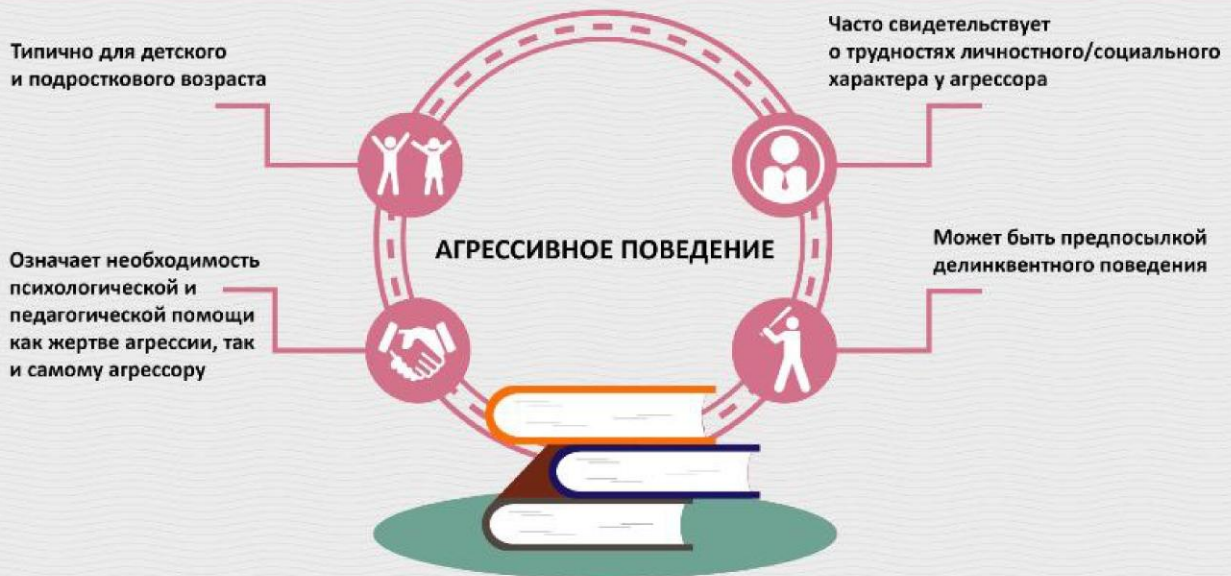 Типично для детского
и подросткового возраста
Часто свидетельствует
о трудностях личностного/социального
характера у агрессора
АГРЕССИВНОЕ ПОВЕДЕНИЕ
Означает необходимость
психологической и
педагогической помощи
как жертве агрессии, так
и самому агрессору
Может быть предпосылкой
делинквентного поведения